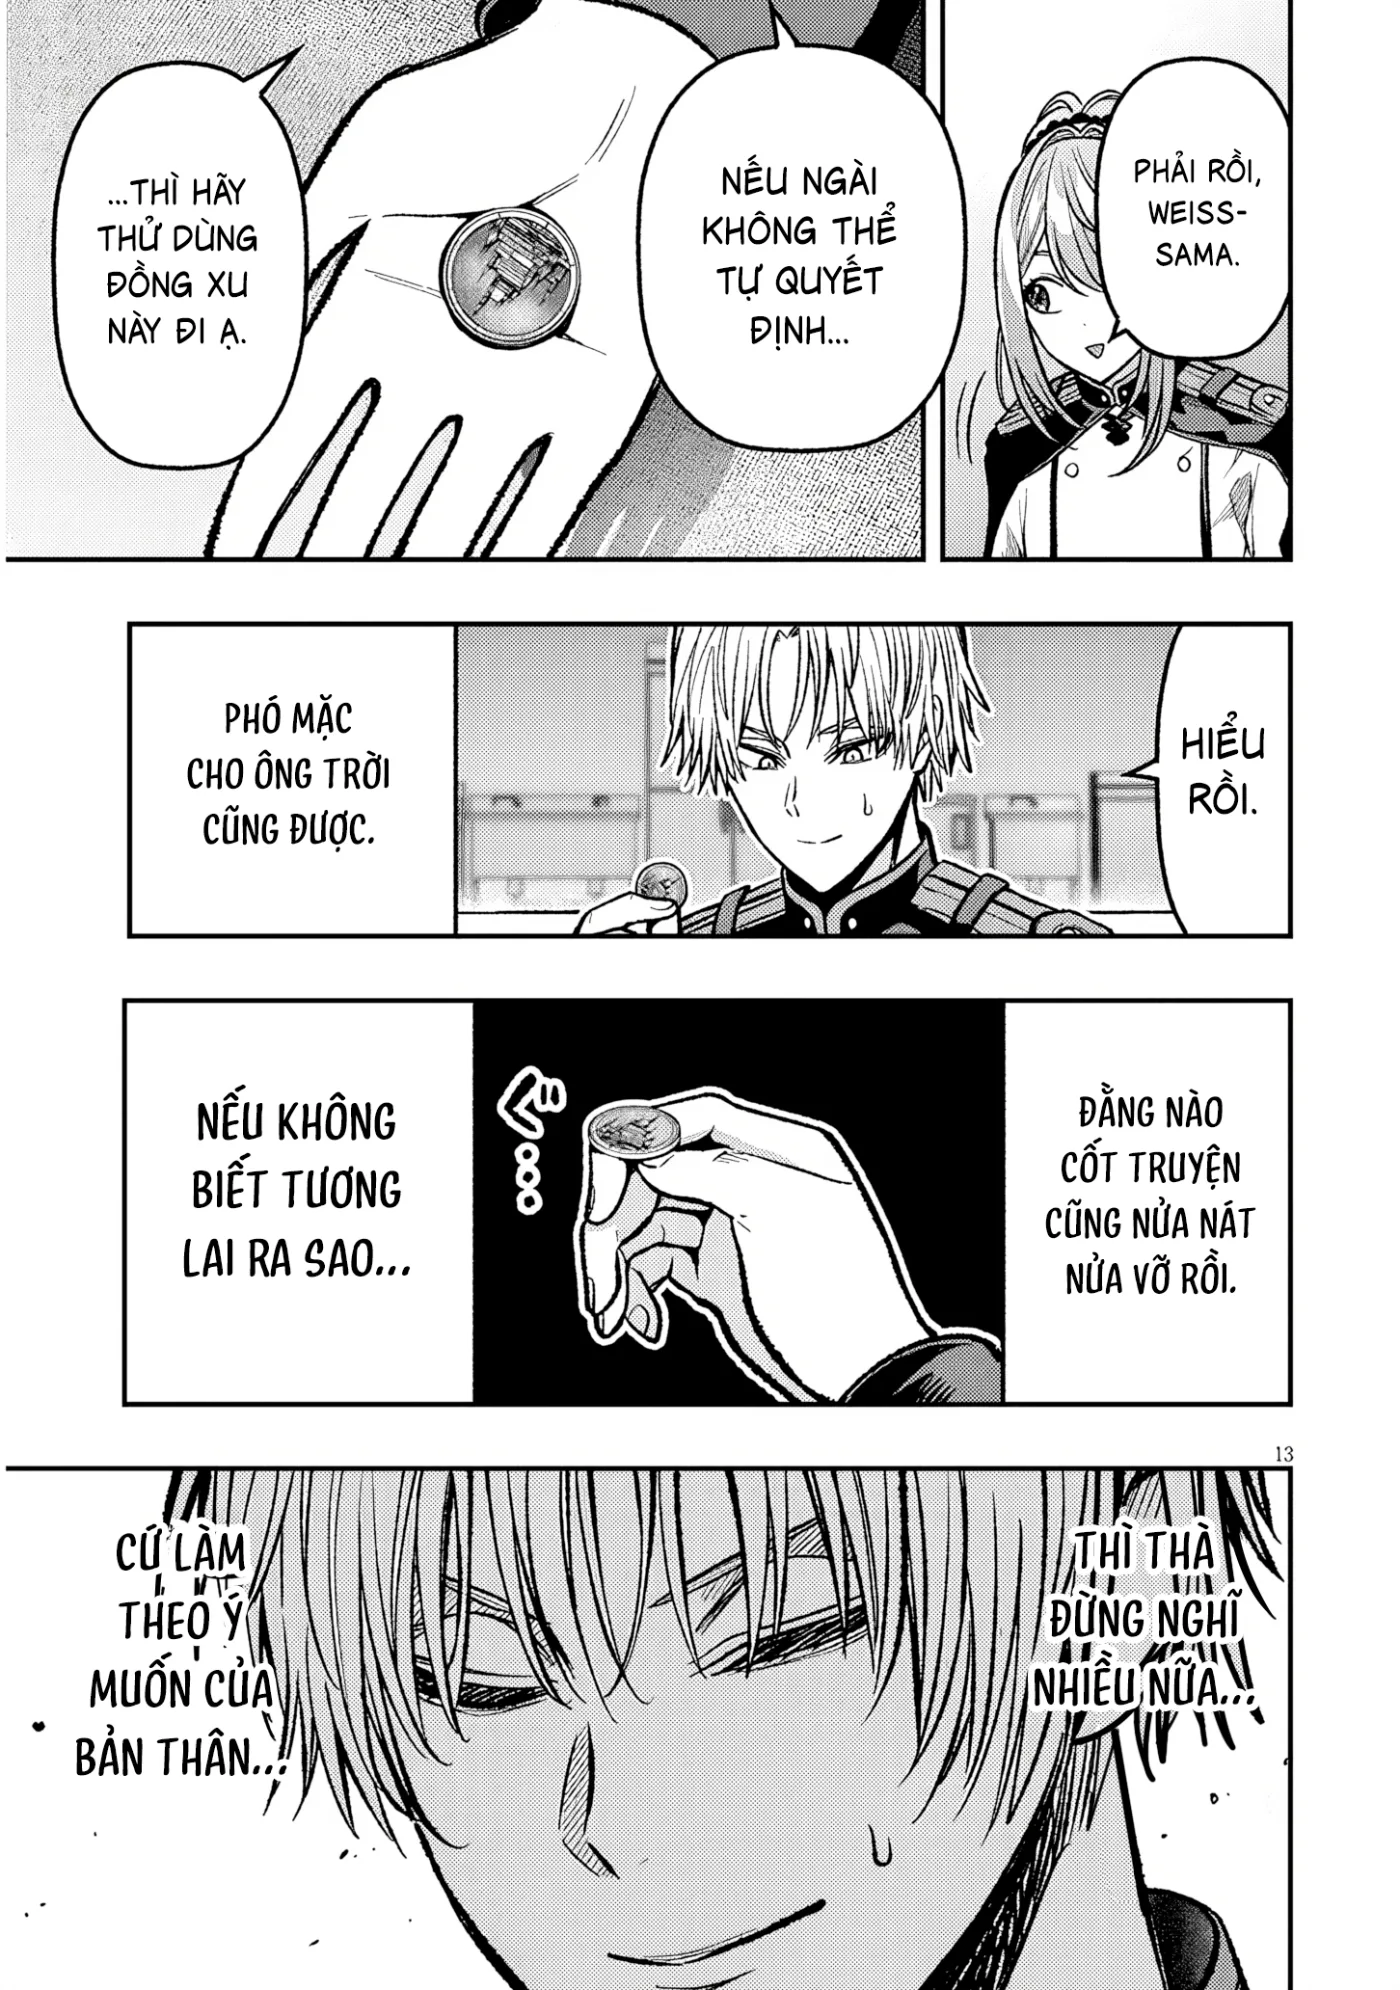 PHẢI RỒI,
WEISS-
SAMA.
NẾU NGÀI
KHÔNG THỂ
TỰ QUYẾT
ĐỊNH...
...THÌ HÃY
THỬ DÙNG
ĐỒNG XU
NÀY ĐI Ạ.
HIỂU
RỒI.
PHÓ MẶC
CHO ÔNG TRỜI
CŨNG ĐƯỢC.
ĐẰNG NÀO
CỐT TRUYỆN
CŨNG NỬA NÁT
NỬA VỠ RỒI.
ぐ...
NẾU KHÔNG
BIẾT TƯƠNG
LAI RA SAO...
13
THÌ THÀ
ĐỪNG NGHĨ
NHIỀU NỮA...
CỨ LÀM
THEO Ý
MUỐN CỦA
BẢN THÂN...